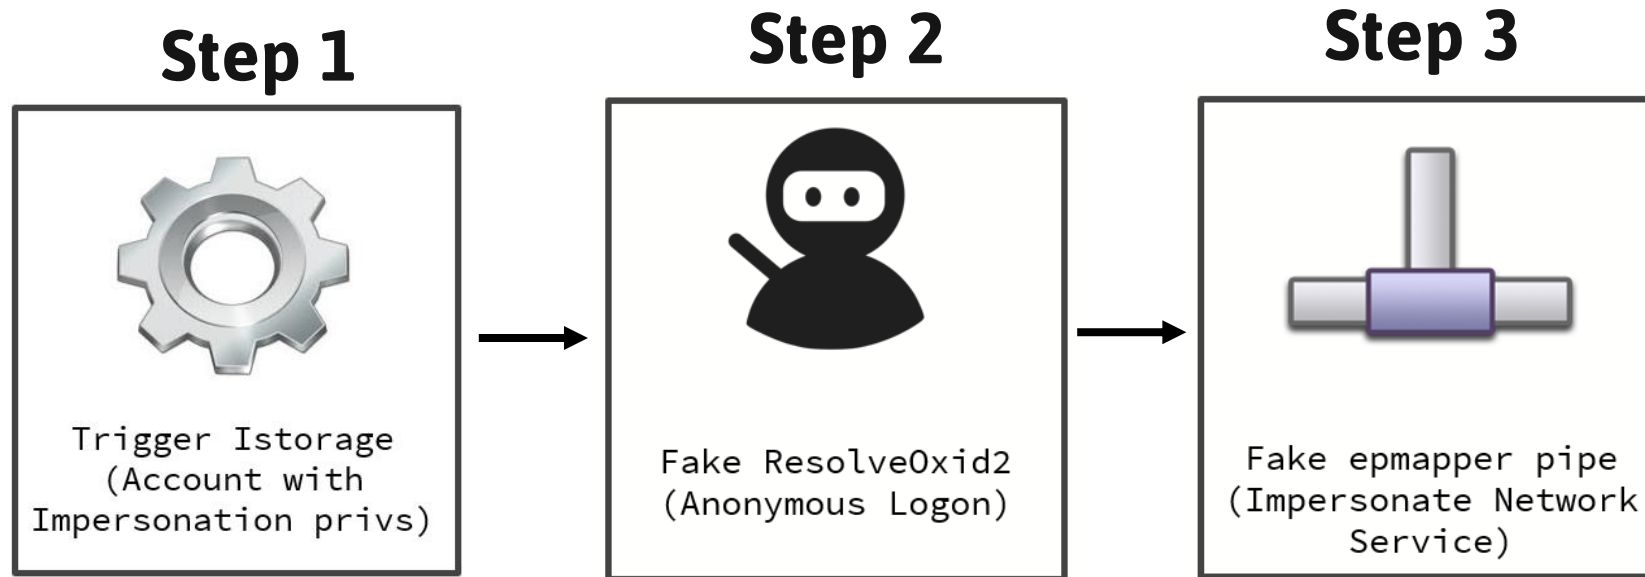 Step 1
Step 2
Step 3
Trigger Istorage
(Account with
Impersonation privs)
Fake ResolveOxid2
(Anonymous Logon)
Fake epmapper pipe
(Impersonate Network
Service)